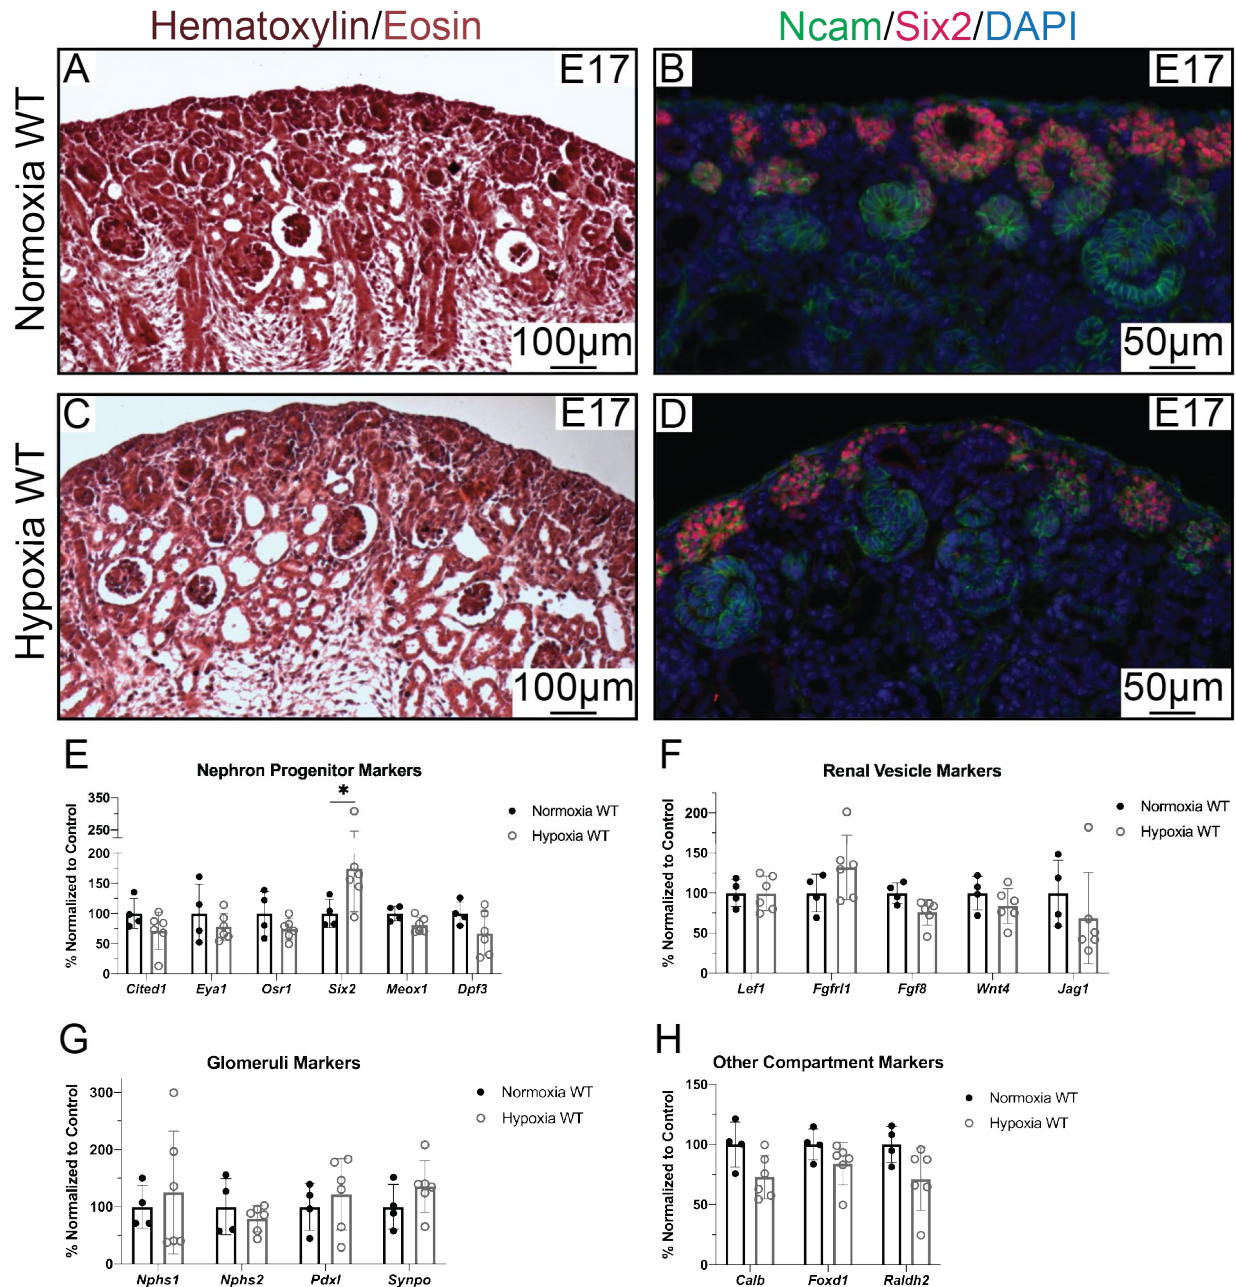 Hematoxylin/Eosin
Ncam/Six2/DAPI
Normoxia WT
A
E17
100µm
B
E17
50µm
Hypoxia WT
C
E17
100µm
D
E17
50µm
E
Nephron Progenitor Markers
% Normalized to Control
350
250
200
150
100
50
0
*
Normoxia WT
Hypoxia WT
Cited1 Eya1 Osr1 Six2 Meox1 Dpf3
F
Renal Vesicle Markers
% Normalized to Control
200
150
100
50
0
Normoxia WT
Hypoxia WT
Lef1 Fgfrl1 Fgf8 Wnt4 Jag1
G
Glomeruli Markers
% Normalized to Control
300
200
100
0
Normoxia WT
Hypoxia WT
Nphs1 Nphs2 Pdxl Synpo
H
Other Compartment Markers
% Normalized to Control
150
100
50
0
Normoxia WT
Hypoxia WT
Calb Foxd1 Raldh2